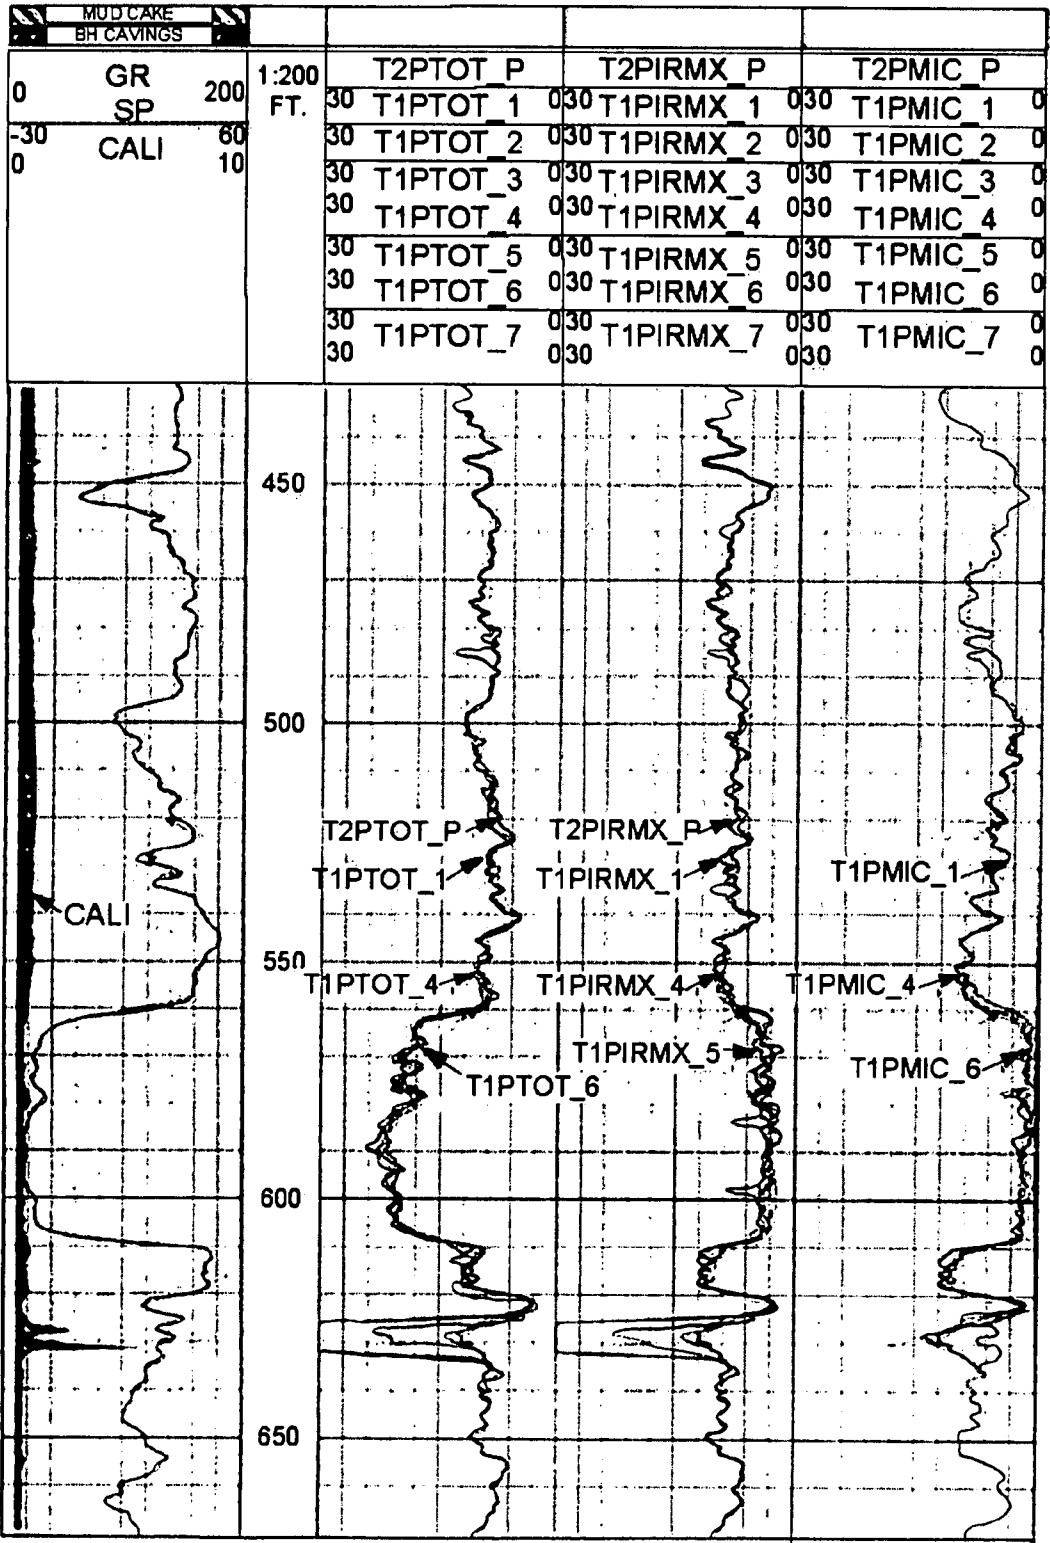 MUD CAKE
BH CAVINGS
GR
0 200
SP
-30 60
CALI
0 10
1:200
FT.
T2PTOT_P
30 T1PTOT_1 0
30 T1PTOT_2 0
30 T1PTOT_3 0
30 T1PTOT_4 0
30 T1PTOT_5 0
30 T1PTOT_6 0
30 T1PTOT_7 0
30 0
T2PIRMX_P
30 T1PIRMX_1 0
30 T1PIRMX_2 0
30 T1PIRMX_3 0
30 T1PIRMX_4 0
30 T1PIRMX_5 0
30 T1PIRMX_6 0
30 T1PIRMX_7 0
30 0
T2PMIC_P
30 T1PMIC_1 0
30 T1PMIC_2 0
30 T1PMIC_3 0
30 T1PMIC_4 0
30 T1PMIC_5 0
30 T1PMIC_6 0
30 T1PMIC_7 0
30 0
450
500
T2PTOT_P
T2PIRMX_P
T1PTOT_1
T1PIRMX_1
T1PMIC_1
CALI
550
T1PTOT_4
T1PIRMX_4
T1PMIC_4
T1PIRMX_5
T1PMIC_6
T1PTOT_6
600
650